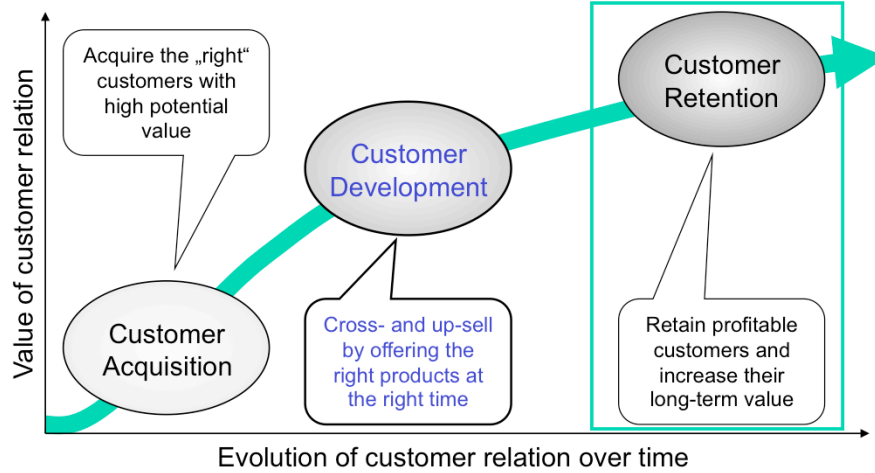 Value of customer relation
Acquire the „right“
customers with
high potential
value
Customer
Acquisition
Customer
Development
Cross- and up-sell
by offering the
right products at
the right time
Customer
Retention
Retain profitable
customers and
increase their
long-term value
Evolution of customer relation over time